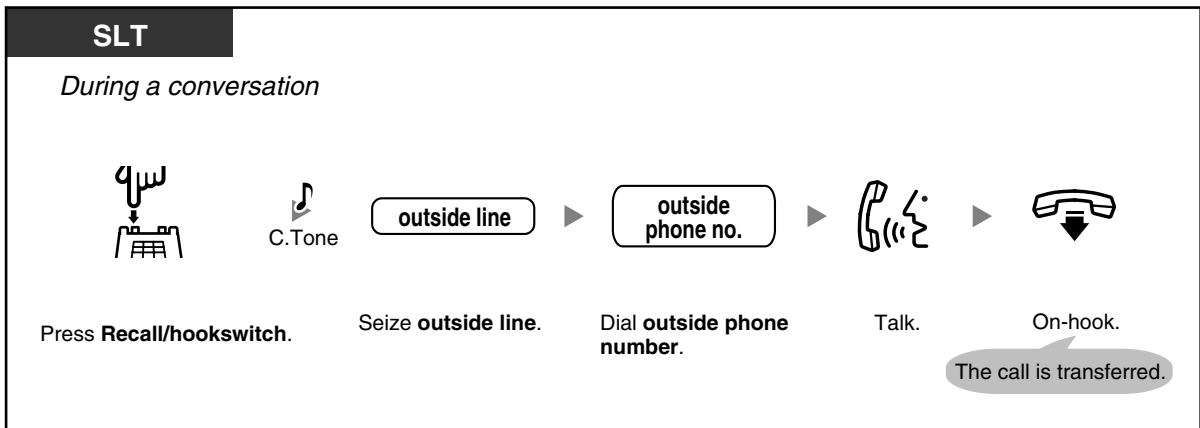 SLT
During a conversation
C.Tone
outside line
outside
phone no.
Press Recall/hookswitch.
Seize outside line.
Dial outside phone
number.
Talk.
On-hook.
The call is transferred.